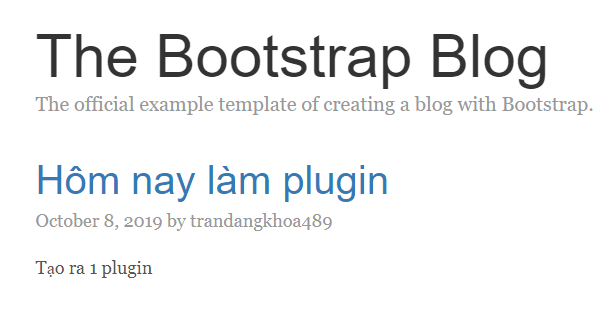 The Bootstrap Blog
The official example template of creating a blog with Bootstrap.
Hôm nay làm plugin
October 8, 2019 by trandangkhoa489
Tạo ra 1 plugin